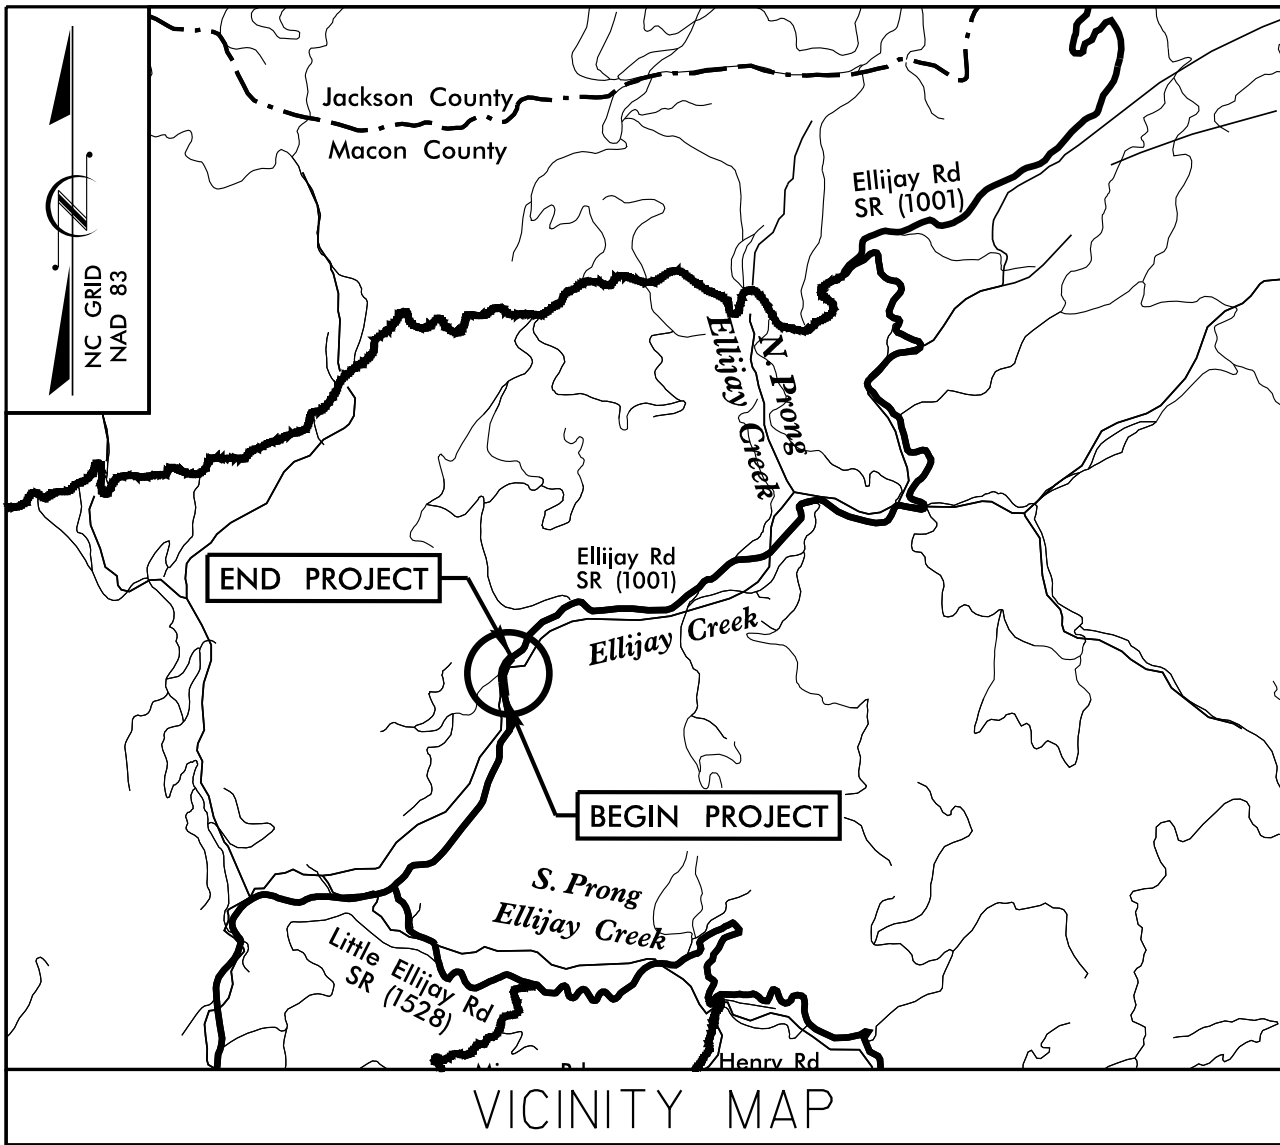 Jackson County
Macon County
Ellijay Rd
SR (1001)
NC GRID
NAD 83
N. Prong
Ellijay Creek
END PROJECT
Ellijay Rd
SR (1001)
Ellijay Creek
BEGIN PROJECT
S. Prong
Ellijay Creek
Little Ellijay Rd
SR (1528)
Henry Rd
VICINITY MAP